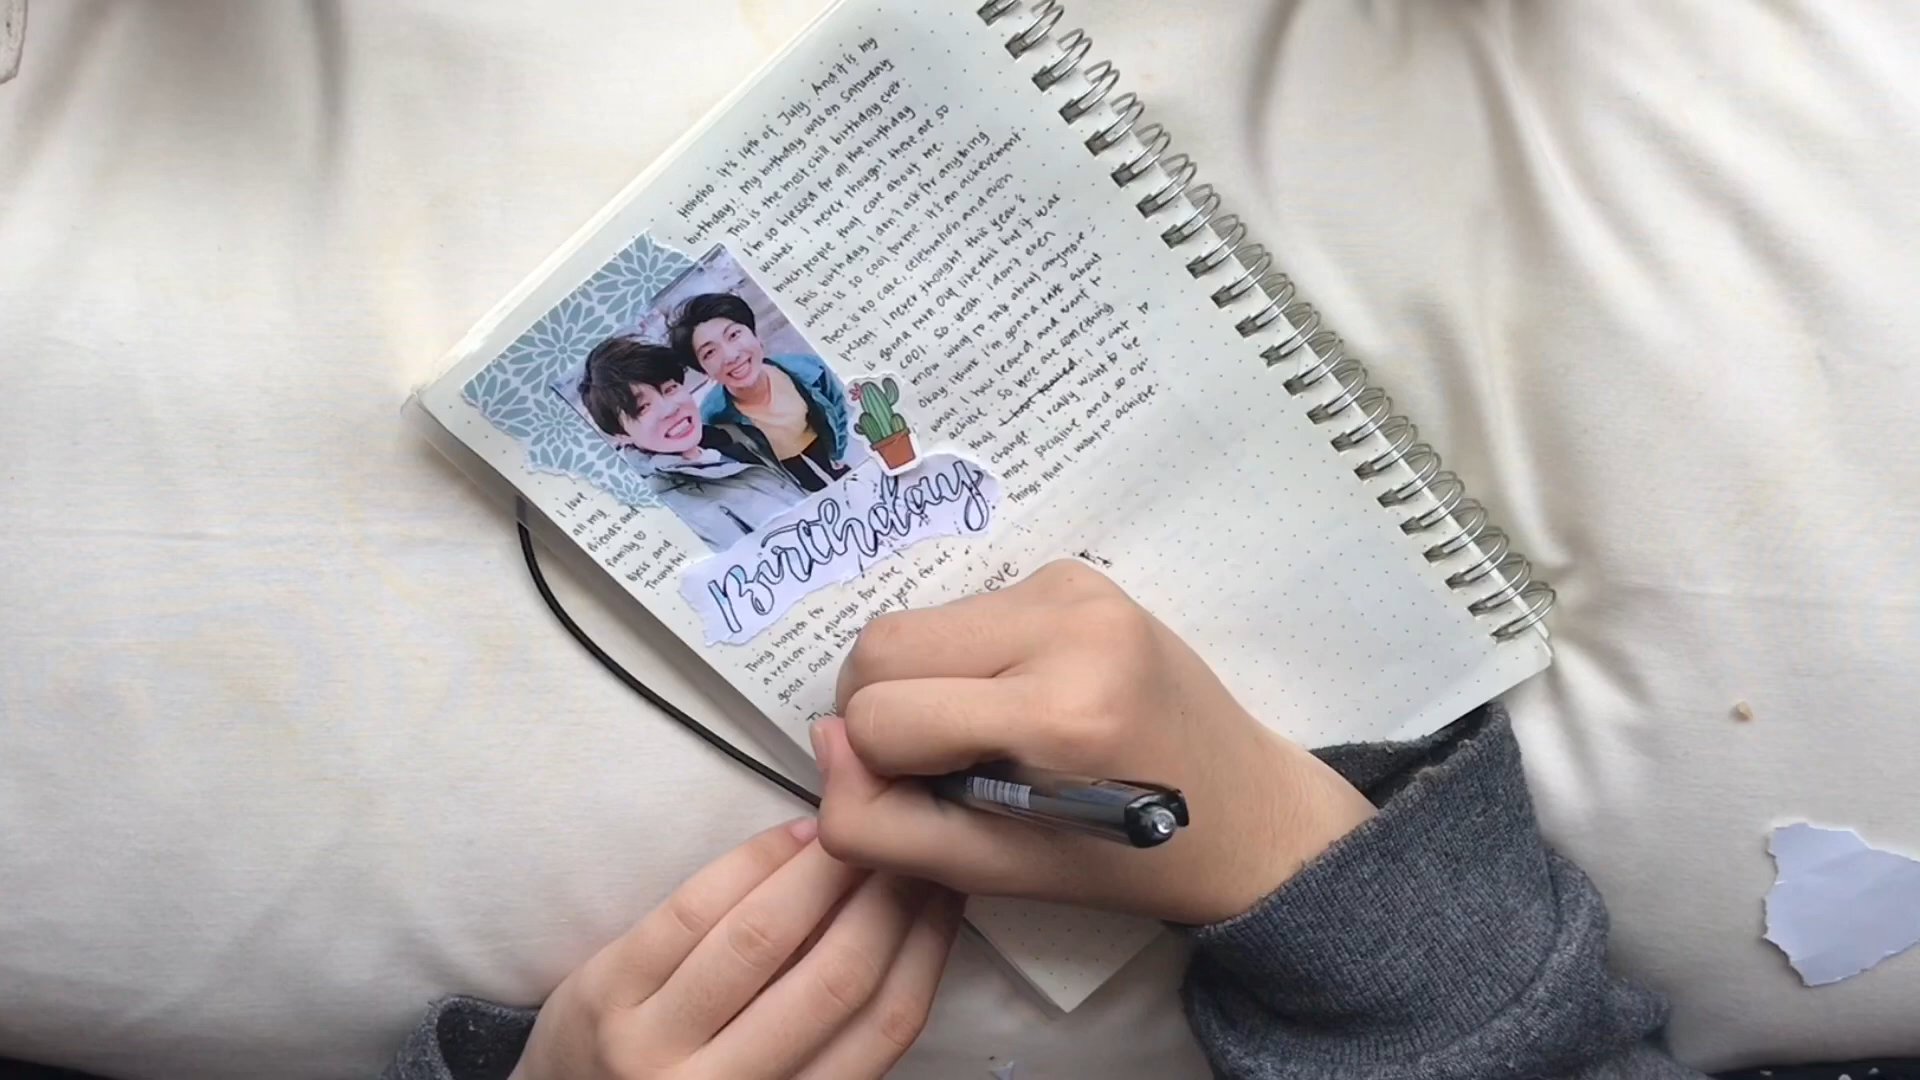 Hohoho. It's 14th of July. And it is my
birthday! My birthday was on Saturday
This is the most chill birthday ever
I'm so blessed for all the birthday
wishes. I never thought there are so
much people that care about me.
This birthday I don't ask for anything
which is so cool for me. It's an achievement.
There is no cake, celebration and even
present. I never thought this year's
is gonna turn out like this but it was
cool. So yeah. I don't even
know what to talk about anymore.
Okay I think I'm gonna talk about
what I have learned and want to
achieve. So here are something
that I want to
change. I really want to be
more socialize and so on.
Things that I want to achieve.
I love
all my
friends and
family ♡
Bless and
Thankful.
Birthday
Thing happen for
a reason, & always for the
good. God know what best for us.